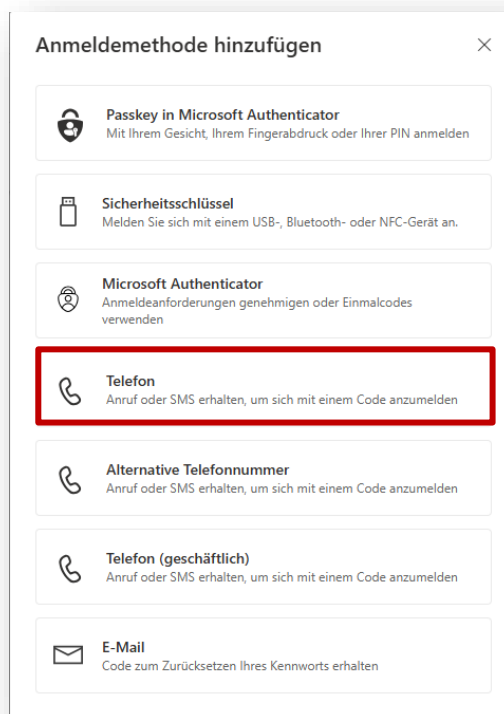 Anmeldemethode hinzufügen
Passkey in Microsoft Authenticator
Mit Ihrem Gesicht, Ihrem Fingerabdruck oder Ihrer PIN anmelden
Sicherheitsschlüssel
Melden Sie sich mit einem USB-, Bluetooth- oder NFC-Gerät an.
Microsoft Authenticator
Anmeldeanforderungen genehmigen oder Einmalcodes
verwenden
Telefon
Anruf oder SMS erhalten, um sich mit einem Code anzumelden
Alternative Telefonnummer
Anruf oder SMS erhalten, um sich mit einem Code anzumelden
Telefon (geschäftlich)
Anruf oder SMS erhalten, um sich mit einem Code anzumelden
E-Mail
Code zum Zurücksetzen Ihres Kennworts erhalten